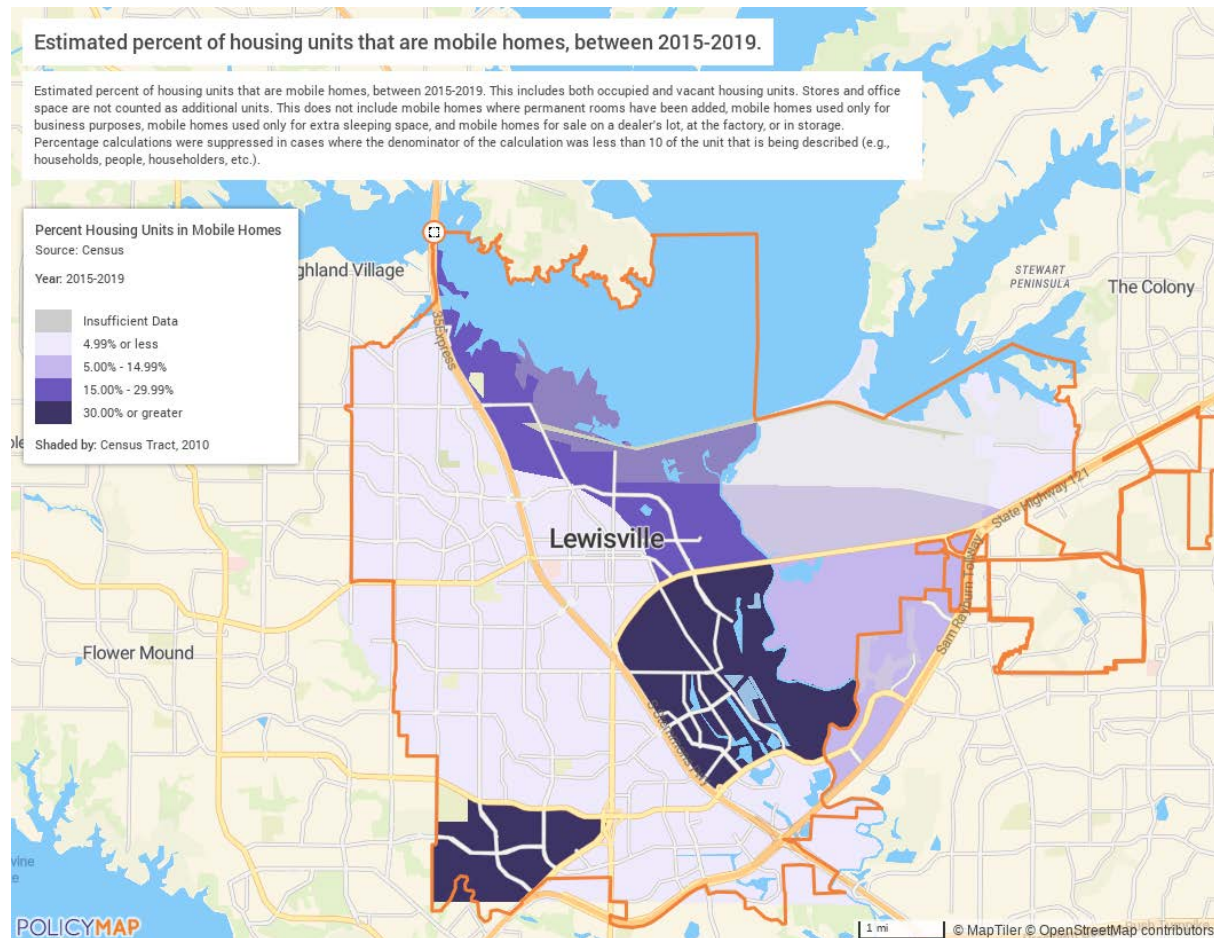 Estimated percent of housing units that are mobile homes, between 2015-2019.
Estimated percent of housing units that are mobile homes, between 2015-2019. This includes both occupied and vacant housing units. Stores and office
space are not counted as additional units. This does not include mobile homes where permanent rooms have been added, mobile homes used only for
business purposes, mobile homes used only for extra sleeping space, and mobile homes for sale on a dealer's lot, at the factory, or in storage.
Percentage calculations were suppressed in cases where the denominator of the calculation was less than 10 of the unit that is being described (e.g.,
households, people, householders, etc.).
Percent Housing Units in Mobile Homes
Source: Census
Year: 2015-2019
Insufficient Data
4.99% or less
5.00% - 14.99%
15.00% - 29.99%
30.00% or greater
Shaded by: Census Tract, 2010
ghland Village
STEWART
PENINSULA
The Colony
35Express
State Highway 121
Lewisville
Sam Rayburn Tollway
Flower Mound
vine
POLICYMAP
1 mi
© MapTiler © OpenStreetMap contributors